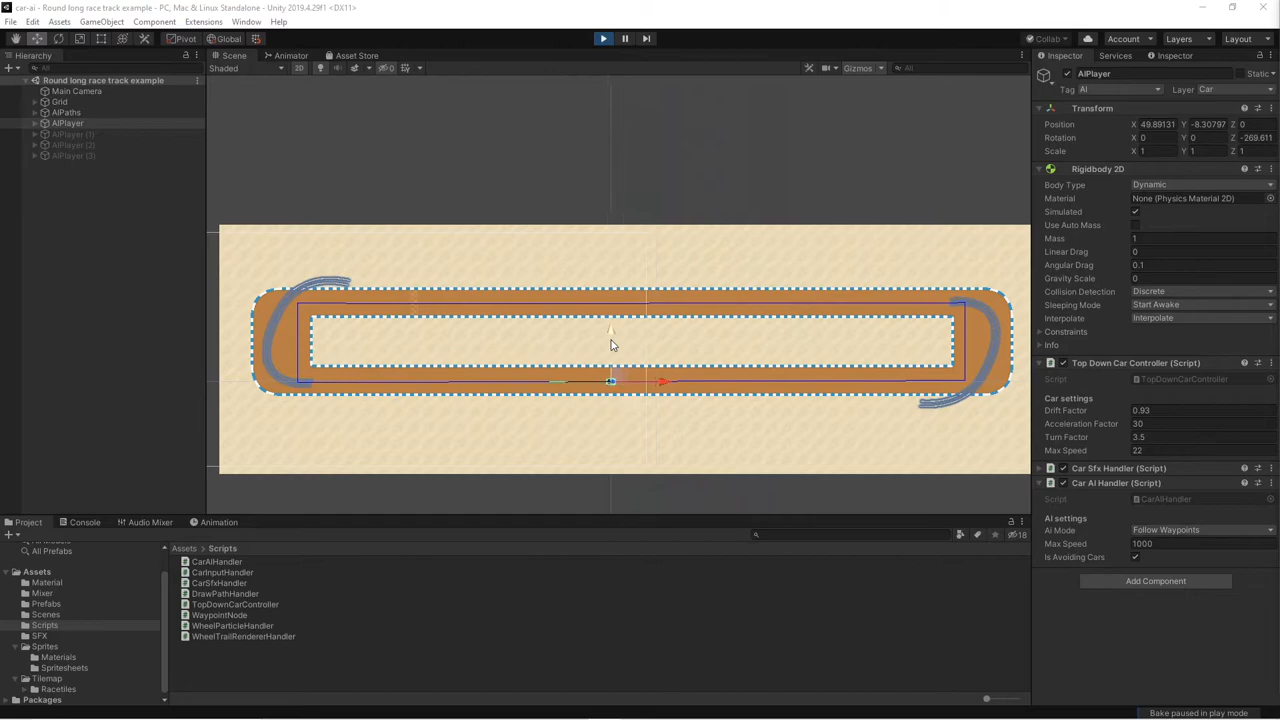 car-ai - Round long race track example - PC, Mac & Linux Standalone - Unity 2019.4.29f1 <DX11>
File Edit Assets GameObject Component Extensions Window Help
Pivot Global Collab Account Layers Layout
Hierarchy Scene Animator Asset Store Inspector Services Inspector
All Shaded 2D 0 Gizmos All
AIPlayer Static
Tag AI Layer Car
Round long race track example
Main Camera
Grid
AIPaths
AIPlayer
AIPlayer (1)
AIPlayer (2)
AIPlayer (3)
Transform
Position X 49.89131 Y -8.30797 Z 0
Rotation X 0 Y 0 Z -269.611
Scale X 1 Y 1 Z 1
Rigidbody 2D
Body Type Dynamic
Material None (Physics Material 2D)
Simulated
Use Auto Mass
Mass 1
Linear Drag 0
Angular Drag 0.1
Gravity Scale 0
Collision Detection Discrete
Sleeping Mode Start Awake
Interpolate Interpolate
Constraints
Info
Top Down Car Controller (Script)
Script TopDownCarController
Car settings
Drift Factor 0.93
Acceleration Factor 30
Turn Factor 3.5
Max Speed 22
Car Sfx Handler (Script)
Car Ai Handler (Script)
Script CarAIHandler
Ai settings
Ai Mode Follow Waypoints
Max Speed 1000
Is Avoiding Cars
Add Component
Project Console Audio Mixer Animation
18
All Prefabs
Assets
Material
Mixer
Prefabs
Scenes
Scripts
SFX
Sprites
Materials
Spritesheets
Tilemap
Racetiles
Packages
Assets Scripts
CarAIHandler
CarInputHandler
CarSfxHandler
DrawPathHandler
TopDownCarController
WaypointNode
WheelParticleHandler
WheelTrailRendererHandler
Bake paused in play mode